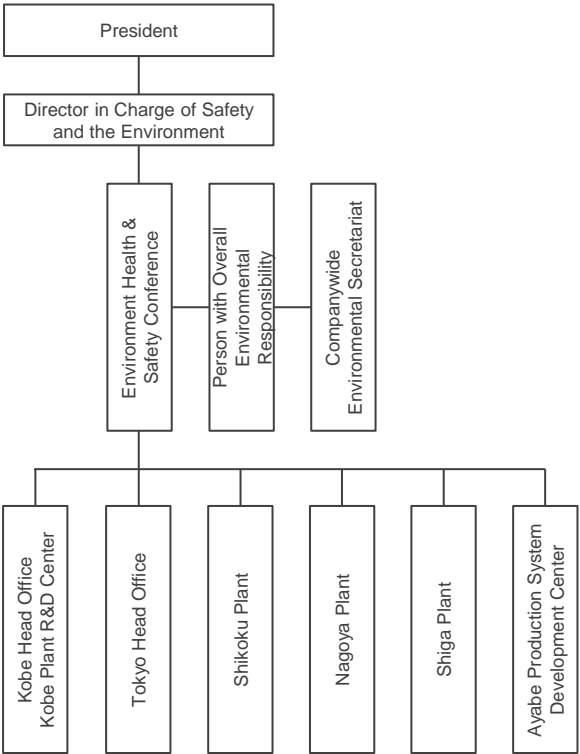 President
Director in Charge of Safety
and the Environment
Environment Health &
Safety Conference
Person with Overall
Environmental
Responsibility
Companywide
Environmental Secretariat
Kobe Head Office
Kobe Plant R&D Center
Tokyo Head Office
Shikoku Plant
Nagoya Plant
Shiga Plant
Ayabe Production System
Development Center